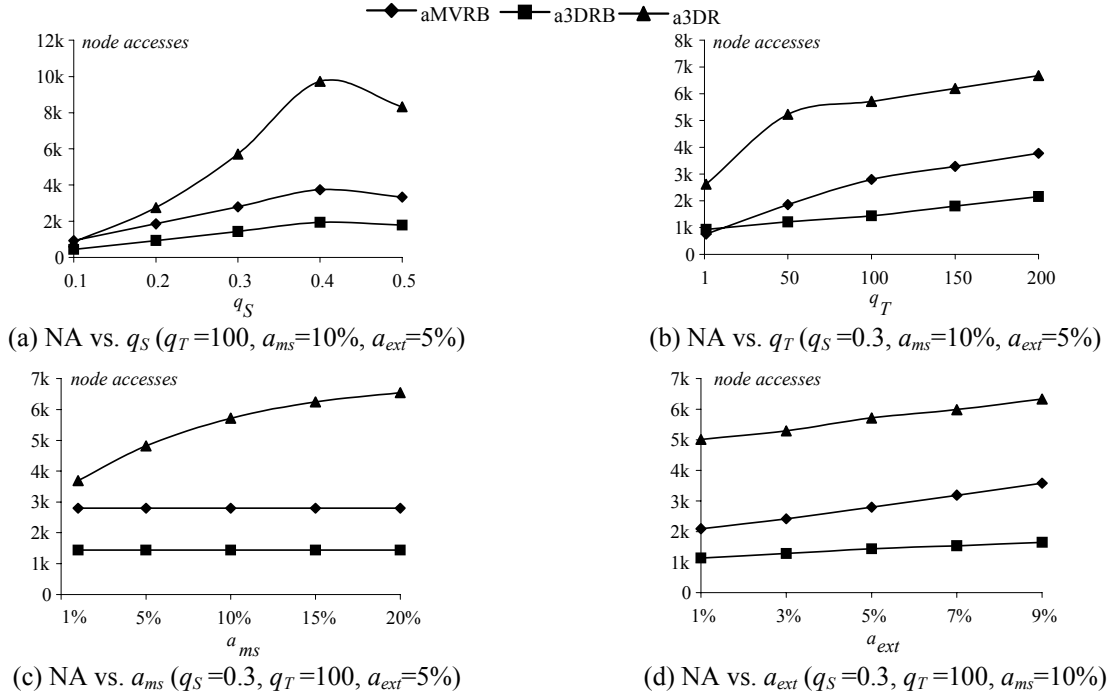 aMVRB a3DRB a3DR
node accesses
12k
10k
8k
6k
4k
2k
0
0.1 0.2 0.3 0.4 0.5
qS
(a) NA vs. qS (qT =100, ams=10%, aext=5%)
node accesses
8k
7k
6k
5k
4k
3k
2k
1k
0
1 50 100 150 200
qT
(b) NA vs. qT (qS =0.3, ams=10%, aext=5%)
node accesses
7k
6k
5k
4k
3k
2k
1k
0
1% 5% 10% 15% 20%
ams
(c) NA vs. ams (qS =0.3, qT =100, aext=5%)
node accesses
7k
6k
5k
4k
3k
2k
1k
0
1% 3% 5% 7% 9%
aext
(d) NA vs. aext (qS =0.3, qT =100, ams=10%)